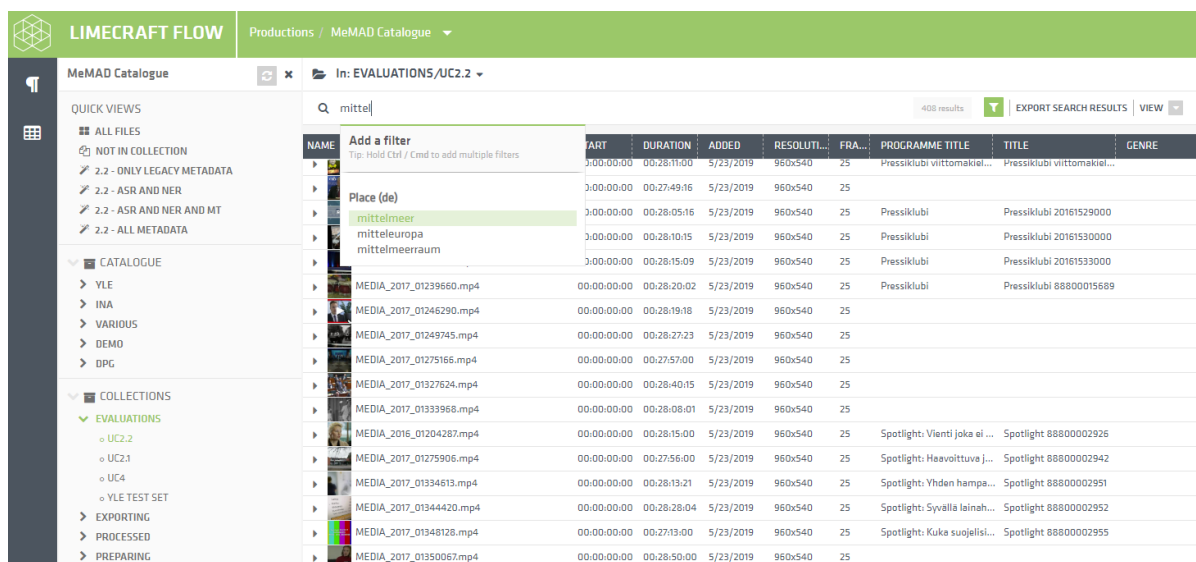 LIMECRAFT FLOW Productions / MeMAD Catalogue
MeMAD Catalogue
In: EVALUATIONS/UC2.2
QUICK VIEWS
ALL FILES
NOT IN COLLECTION
2.2 - ONLY LEGACY METADATA
2.2 - ASR AND NER
2.2 - ASR AND NER AND MT
2.2 - ALL METADATA
CATALOGUE
YLE
INA
VARIOUS
DEMO
DPG
COLLECTIONS
EVALUATIONS
UC2.2
UC2.1
UC4
YLE TEST SET
EXPORTING
PROCESSED
PREPARING
mittel
408 results EXPORT SEARCH RESULTS VIEW
Add a filter
Tip: Hold Ctrl / Cmd to add multiple filters
Place (de)
mittelmeer
mitteleuropa
mittelmeerraum
NAME TART DURATION ADDED RESOLUTI... FRA... PROGRAMME TITLE TITLE GENRE
0:00:00:00 00:28:11:00 5/23/2019 960x540 25 Pressiklubi viittomakiel... Pressiklubi viittomakiel...
0:00:00:00 00:27:49:16 5/23/2019 960x540 25
0:00:00:00 00:28:05:16 5/23/2019 960x540 25 Pressiklubi Pressiklubi 20161529000
0:00:00:00 00:28:10:15 5/23/2019 960x540 25 Pressiklubi Pressiklubi 20161530000
0:00:00:00 00:28:15:09 5/23/2019 960x540 25 Pressiklubi Pressiklubi 20161533000
MEDIA_2017_01239660.mp4 00:00:00:00 00:28:20:02 5/23/2019 960x540 25 Pressiklubi Pressiklubi 88800015689
MEDIA_2017_01246290.mp4 00:00:00:00 00:28:19:18 5/23/2019 960x540 25
MEDIA_2017_01249745.mp4 00:00:00:00 00:28:27:23 5/23/2019 960x540 25
MEDIA_2017_01275166.mp4 00:00:00:00 00:27:57:00 5/23/2019 960x540 25
MEDIA_2017_01327624.mp4 00:00:00:00 00:28:40:15 5/23/2019 960x540 25
MEDIA_2017_01333968.mp4 00:00:00:00 00:28:08:01 5/23/2019 960x540 25
MEDIA_2016_01204287.mp4 00:00:00:00 00:28:15:00 5/23/2019 960x540 25 Spotlight: Vienti joka ei ... Spotlight 88800002926
MEDIA_2016_01275906.mp4 00:00:00:00 00:27:56:00 5/23/2019 960x540 25 Spotlight: Haavoittuva j... Spotlight 88800002942
MEDIA_2016_01334613.mp4 00:00:00:00 00:28:13:21 5/23/2019 960x540 25 Spotlight: Yhden hampa... Spotlight 88800002951
MEDIA_2016_01344420.mp4 00:00:00:00 00:28:28:04 5/23/2019 960x540 25 Spotlight: Syvällä lainah... Spotlight 88800002952
MEDIA_2016_01348128.mp4 00:00:00:00 00:27:13:00 5/23/2019 960x540 25 Spotlight: Kuka suojelisi... Spotlight 88800002955
MEDIA_2016_01350067.mp4 00:00:00:00 00:28:50:00 5/23/2019 960x540 25